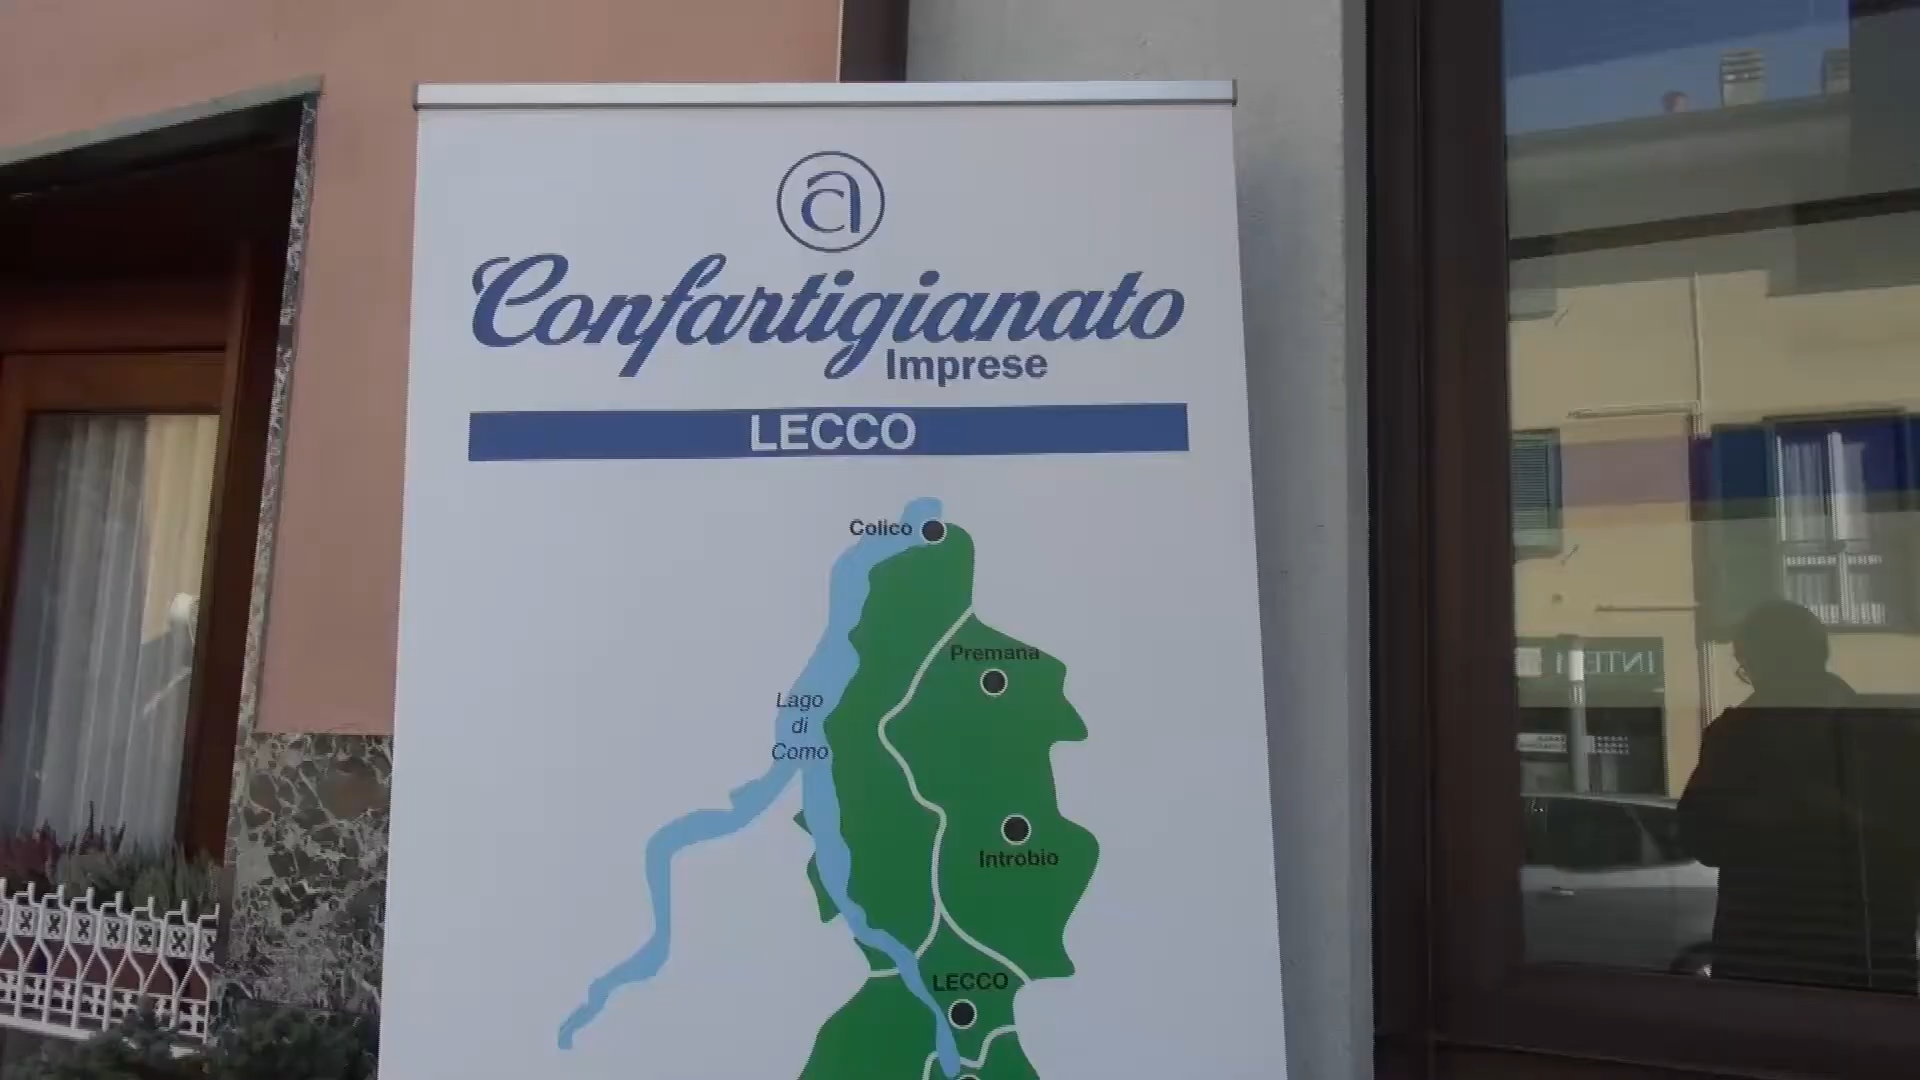 a
Confartigianato
Imprese
LECCO
Colico
Premana
Lago
di
Como
Introbio
LECCO